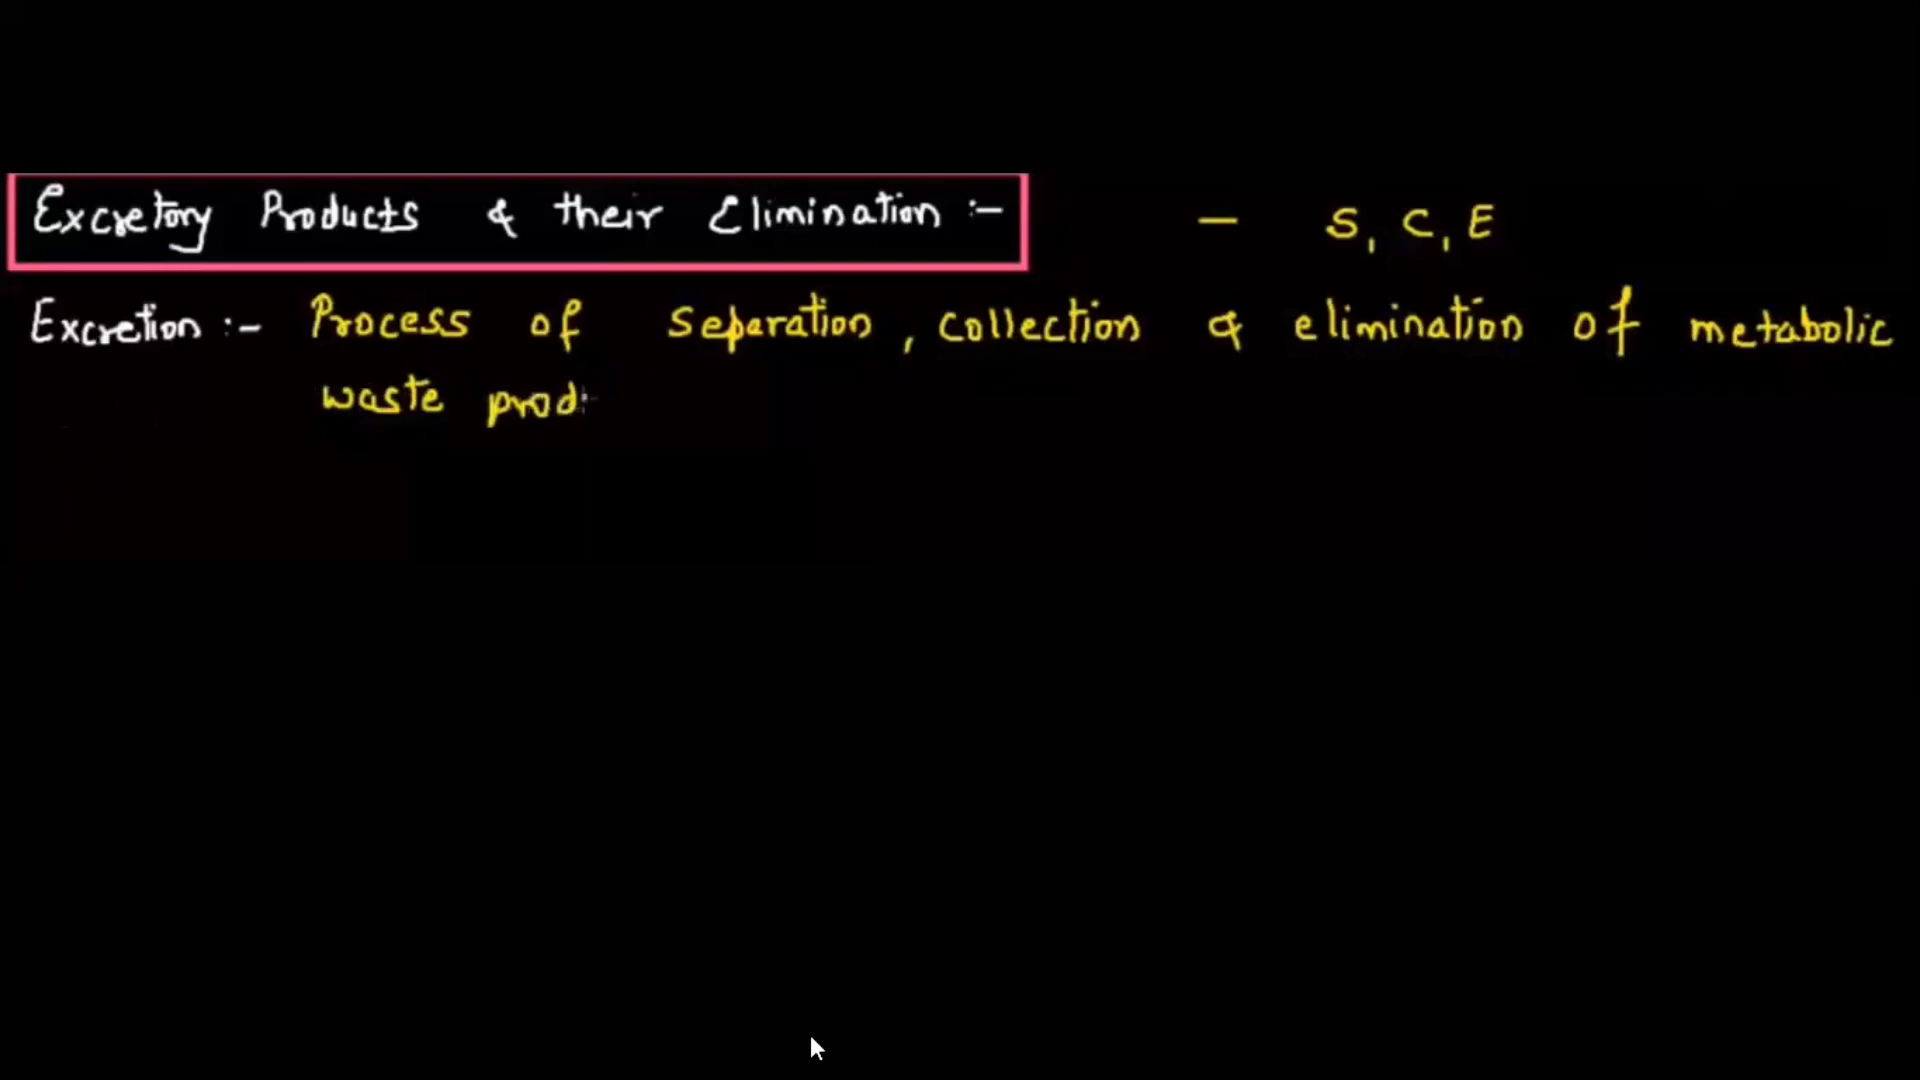 Excretory Products & their Elimination :- - S, C, E
Excretion :- Process of separation, collection & elimination of metabolic
waste prod